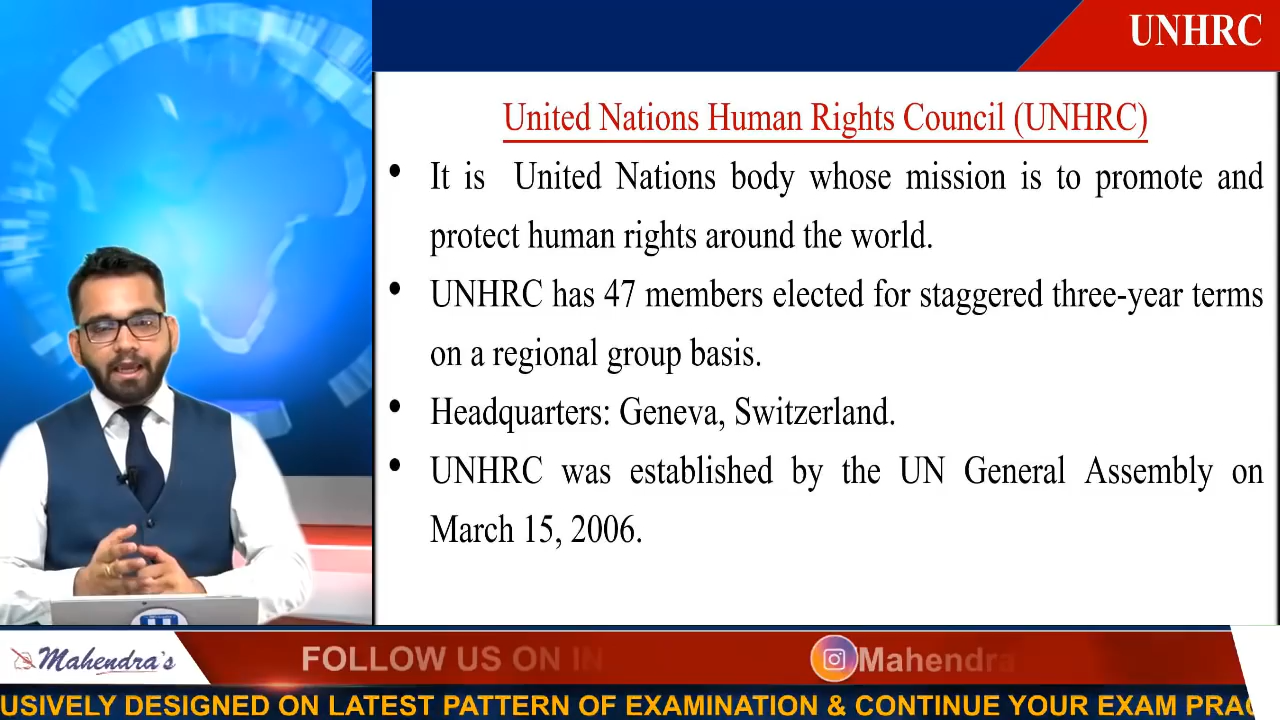 UNHRC
United Nations Human Rights Council (UNHRC)
• It is United Nations body whose mission is to promote and
protect human rights around the world.
• UNHRC has 47 members elected for staggered three-year terms
on a regional group basis.
• Headquarters: Geneva, Switzerland.
• UNHRC was established by the UN General Assembly on
March 15, 2006.
Mahendra's
FOLLOW US ON IN
Mahendra
USIVELY DESIGNED ON LATEST PATTERN OF EXAMINATION & CONTINUE YOUR EXAM PRAC